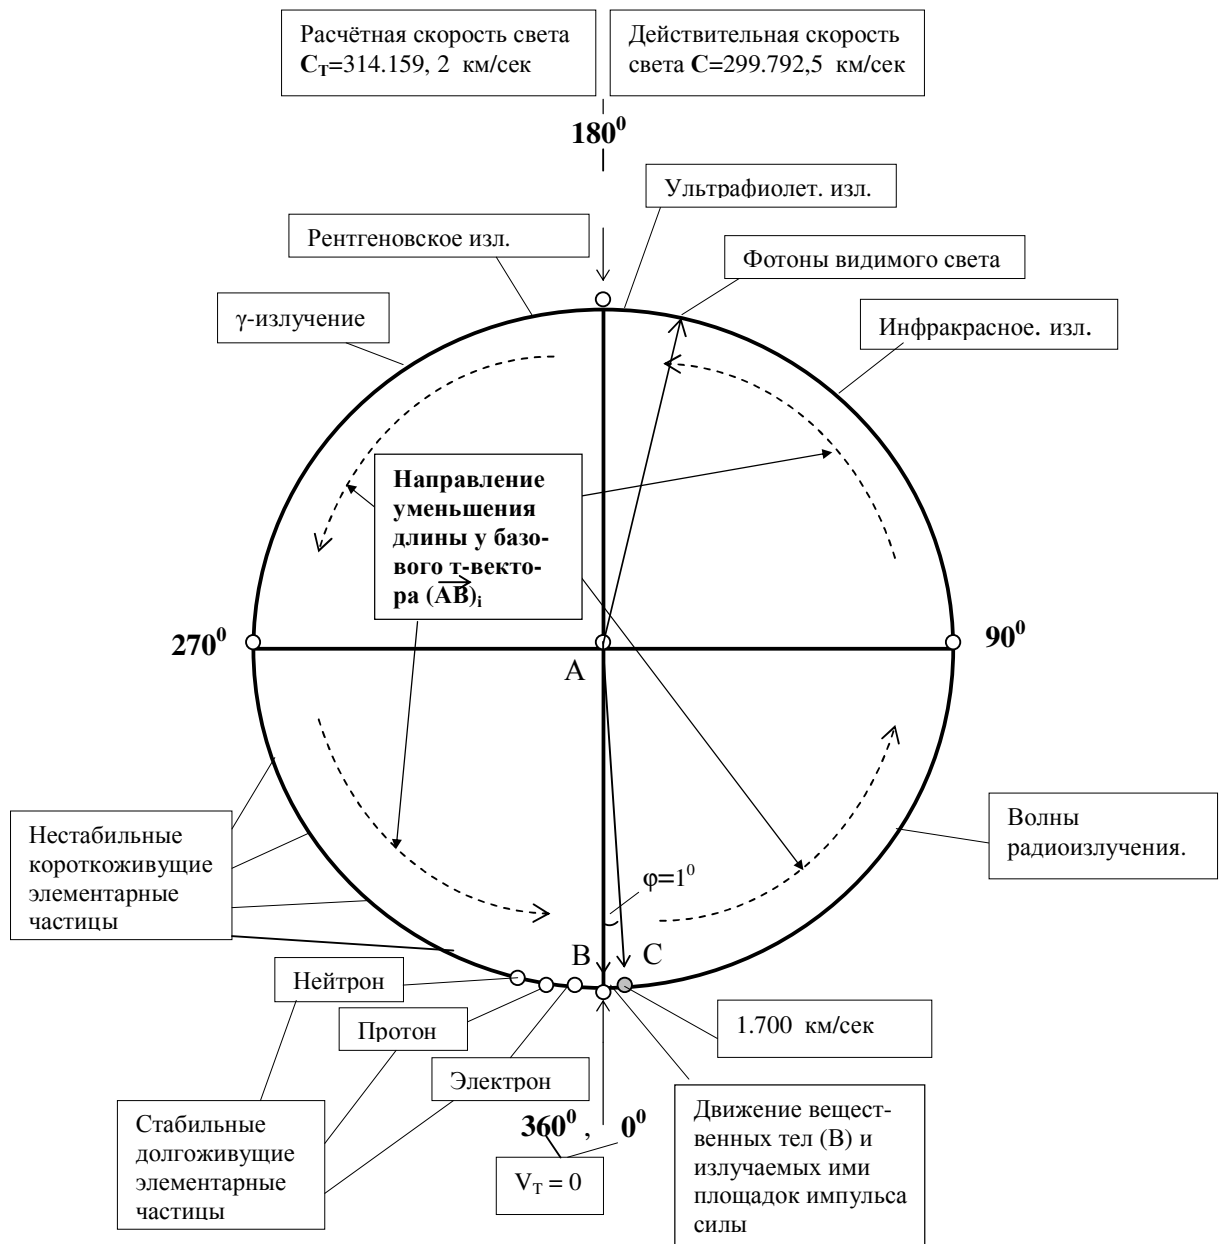 Расчётная скорость света
Cт=314.159, 2 км/сек
Действительная скорость
света C=299.792,5 км/сек
180⁰
Ультрафиолет. изл.
Рентгеновское изл.
Фотоны видимого света
γ-излучение
Инфракрасное. изл.
Направление
уменьшения
длины у базо-
вого т-векто-
ра (AB)i
270⁰
90⁰
A
Волны
радиоизлучения.
Нестабильные
короткоживущие
элементарные
частицы
φ=1⁰
B
C
Нейтрон
1.700 км/сек
Протон
Электрон
Стабильные
долгоживущие
элементарные
частицы
360⁰ , 0⁰
Vт = 0
Движение вещест-
венных тел (В) и
излучаемых ими
площадок импульса
силы